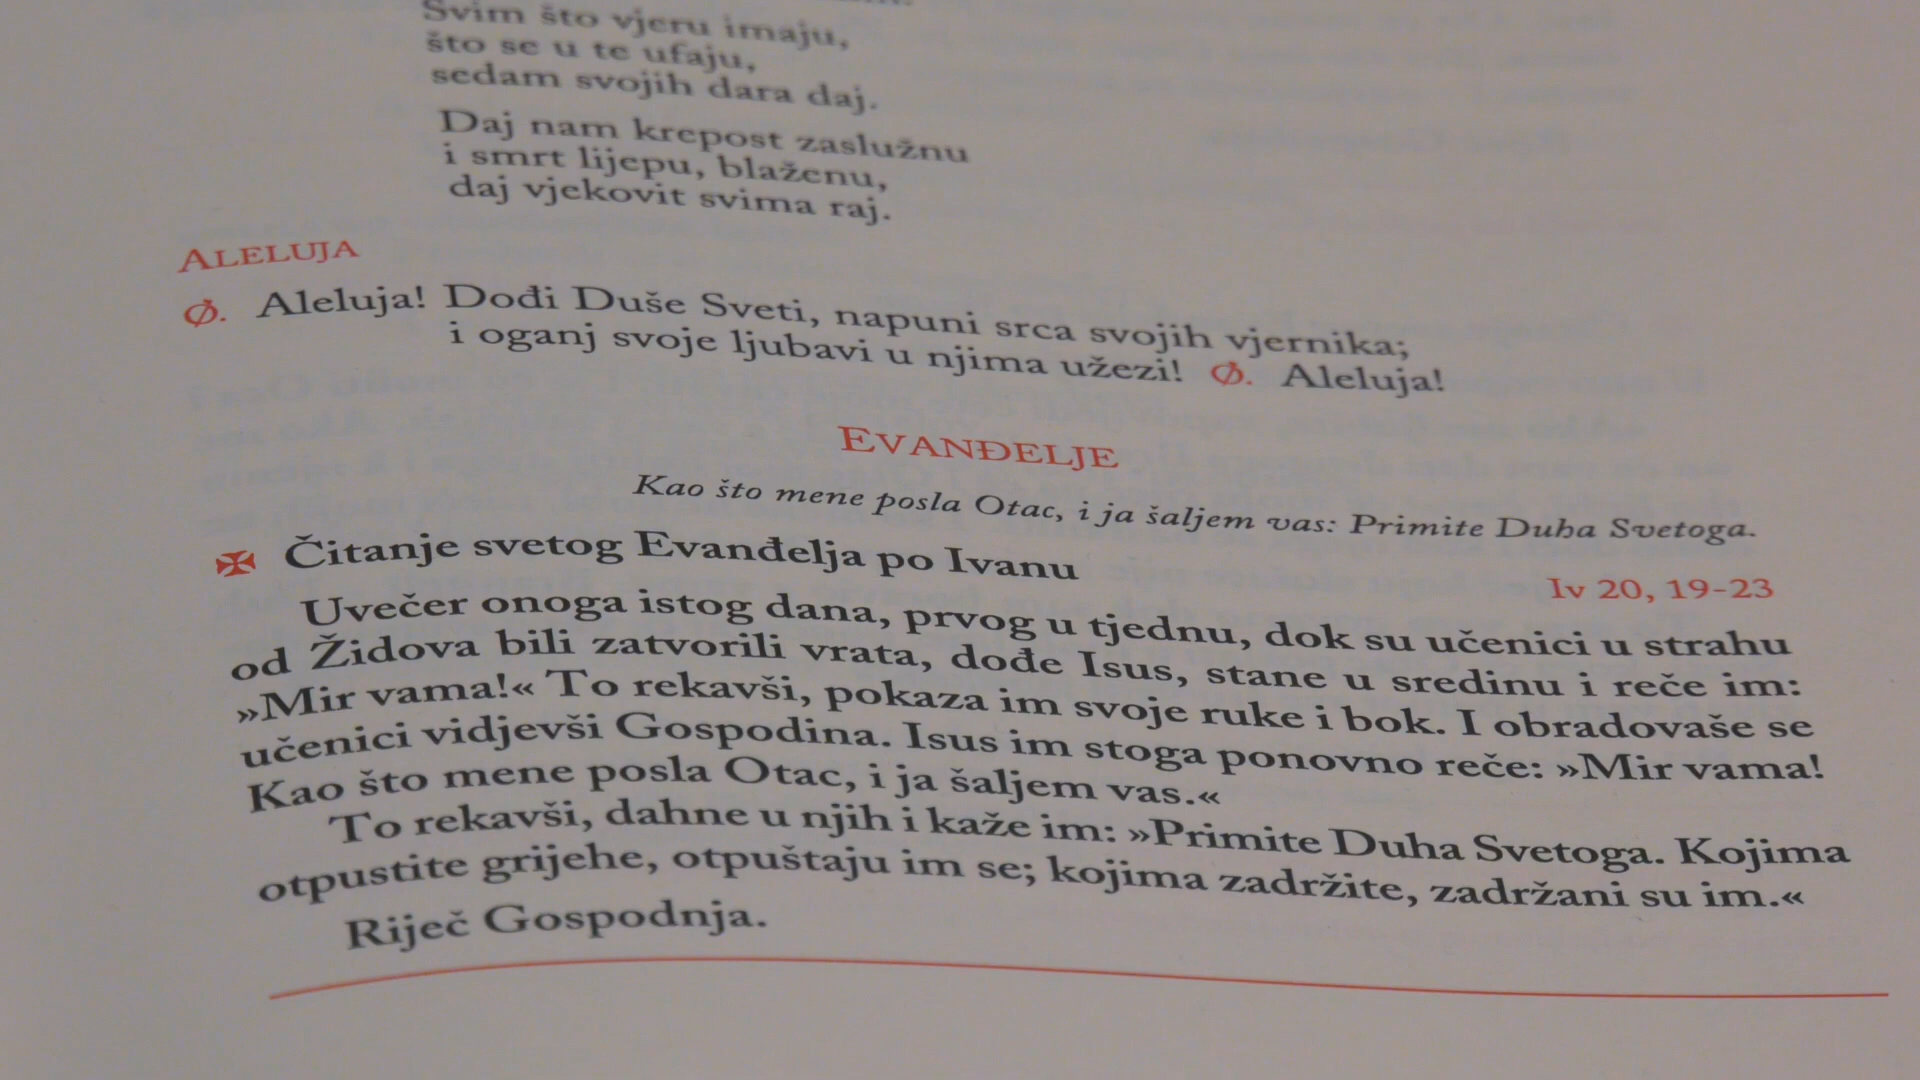 Svim što vjeru imaju,
što se u te ufaju,
sedam svojih dara daj.
Daj nam krepost zaslužnu
i smrt lijepu, blaženu,
daj vjekovit svima raj.
ALELUJA
Ø. Aleluja! Dođi Duše Sveti, napuni srca svojih vjernika;
i oganj svoje ljubavi u njima užezi! Ø. Aleluja!
EVANĐELJE
Kao što mene posla Otac, i ja šaljem vas: Primite Duha Svetoga.
✠ Čitanje svetog Evanđelja po Ivanu
Iv 20, 19-23
Uvečer onoga istog dana, prvog u tjednu, dok su učenici u strahu
od Židova bili zatvorili vrata, dođe Isus, stane u sredinu i reče im:
»Mir vama!« To rekavši, pokaza im svoje ruke i bok. I obradovaše se
učenici vidjevši Gospodina. Isus im stoga ponovno reče: »Mir vama!
Kao što mene posla Otac, i ja šaljem vas.«
To rekavši, dahne u njih i kaže im: »Primite Duha Svetoga. Kojima
otpustite grijehe, otpuštaju im se; kojima zadržite, zadržani su im.«
Riječ Gospodnja.